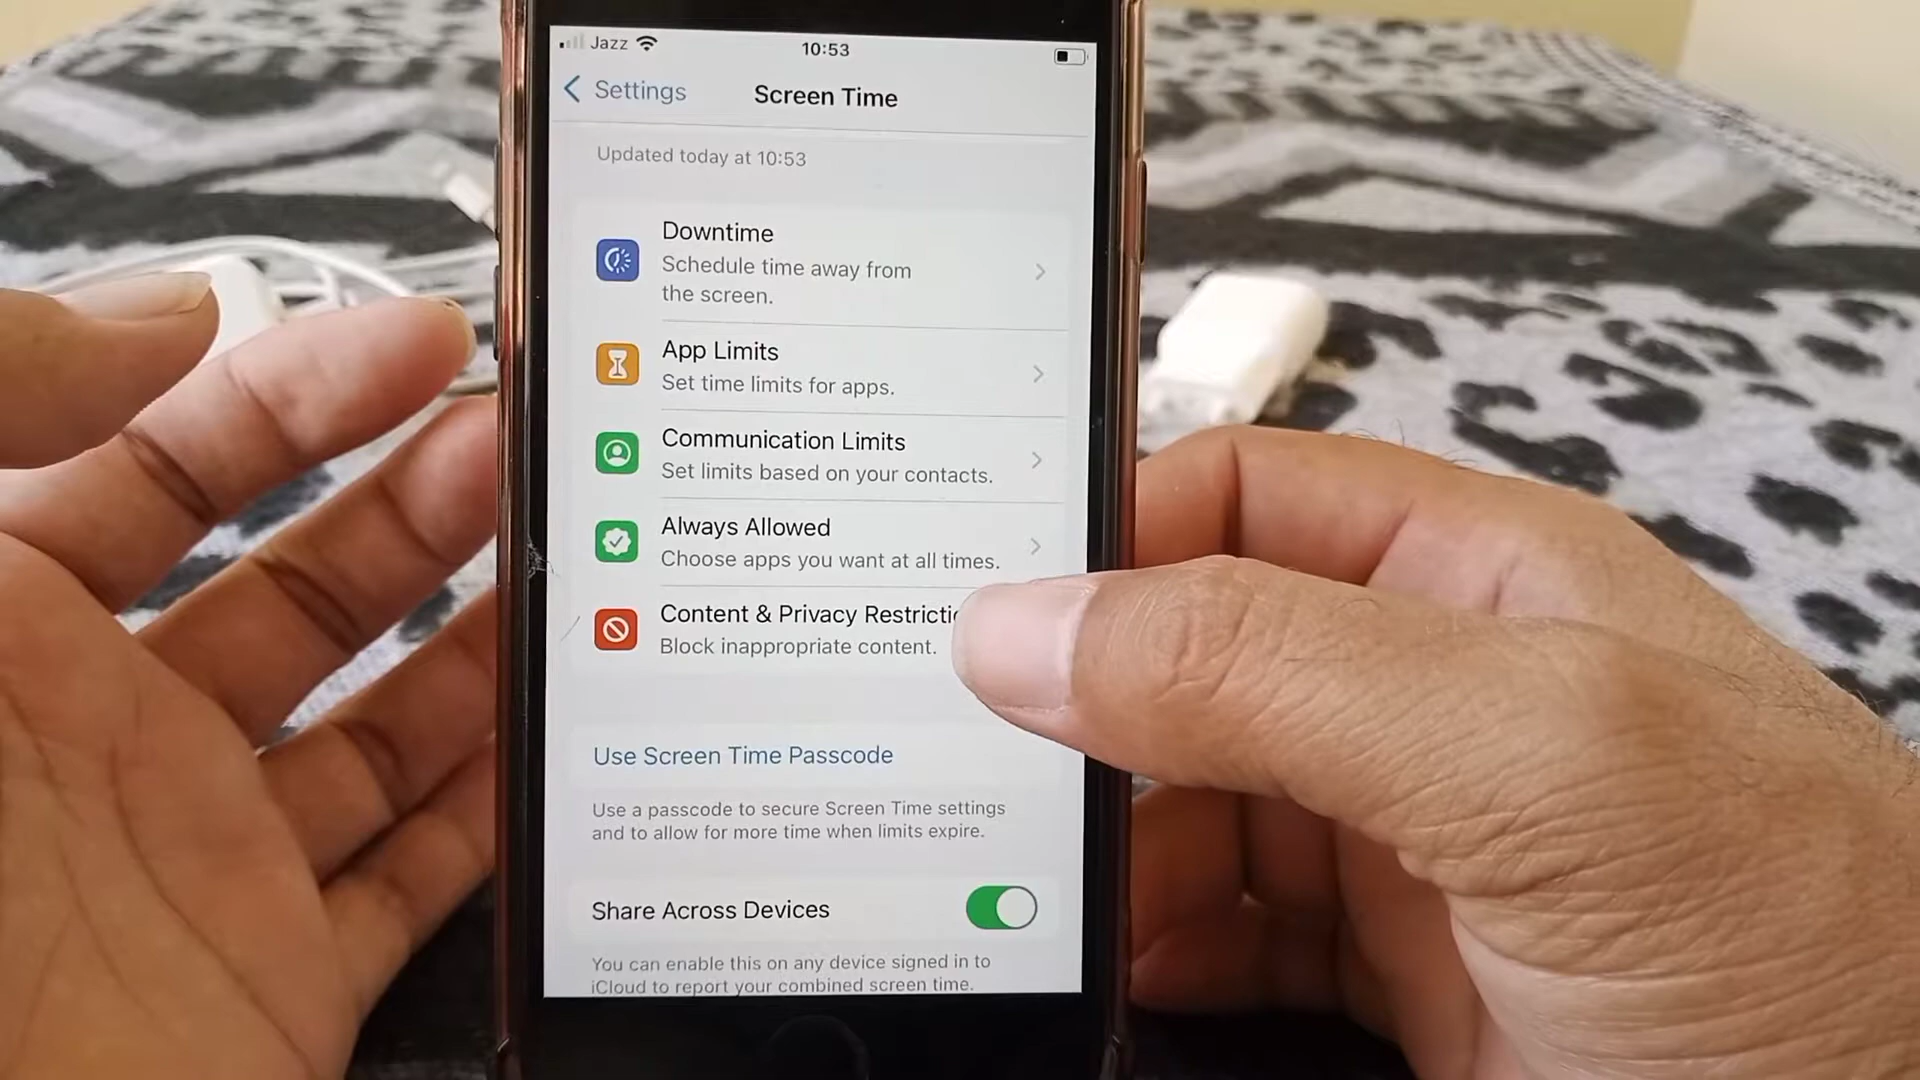 Jazz
10:53
Settings
Screen Time
Updated today at 10:53
Downtime
Schedule time away from
the screen.
App Limits
Set time limits for apps.
Communication Limits
Set limits based on your contacts.
Always Allowed
Choose apps you want at all times.
Content & Privacy Restrictio
Block inappropriate content.
Use Screen Time Passcode
Use a passcode to secure Screen Time settings
and to allow for more time when limits expire.
Share Across Devices
You can enable this on any device signed in to
iCloud to report your combined screen time.